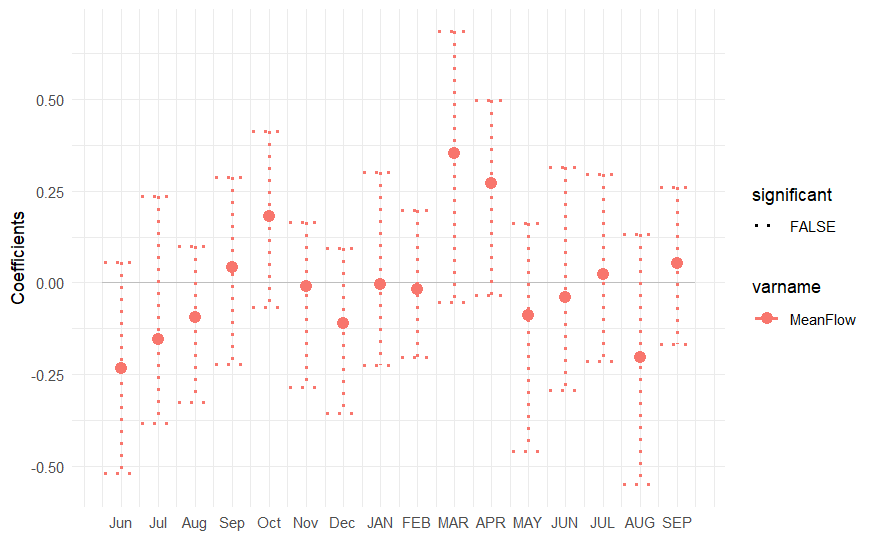 Coefficients
0.50
0.25
0.00
-0.25
-0.50
Jun Jul Aug Sep Oct Nov Dec JAN FEB MAR APR MAY JUN JUL AUG SEP
significant
FALSE
varname
MeanFlow